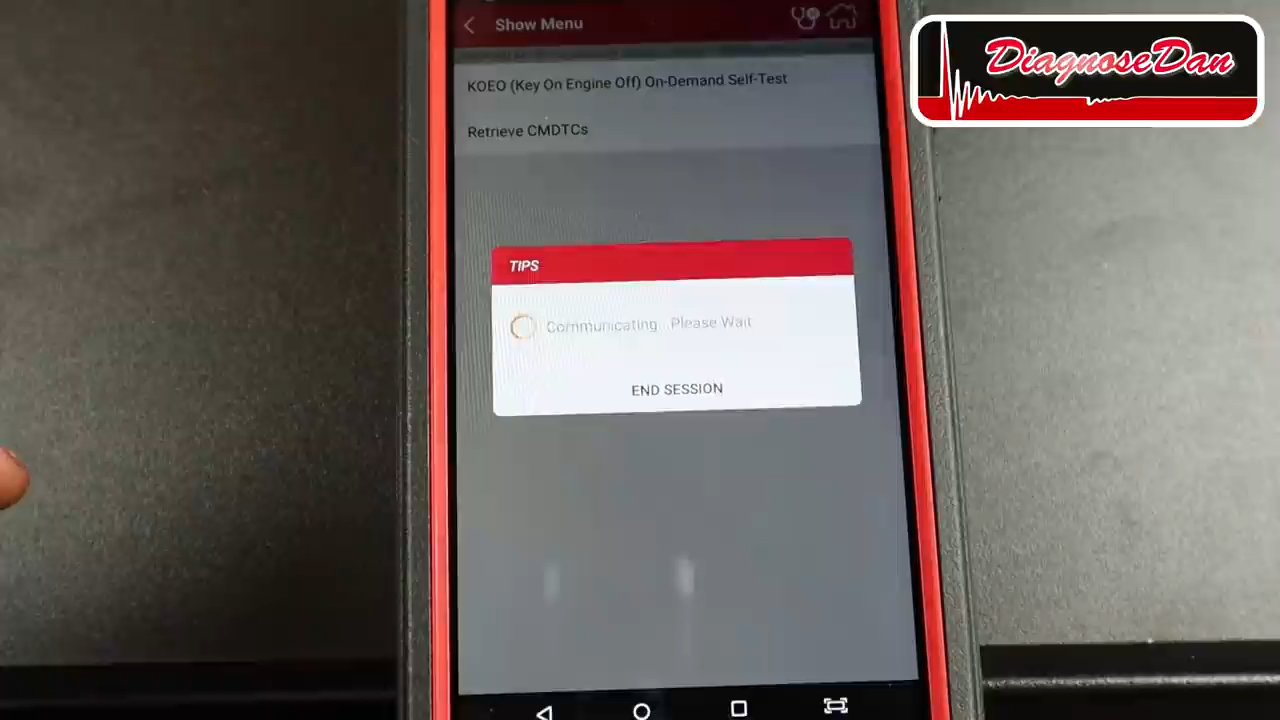 Show Menu
DiagnoseDan
KOEO (Key On Engine Off) On-Demand Self-Test
Retrieve CMDTCs
TIPS
Communicating Please Wait
END SESSION